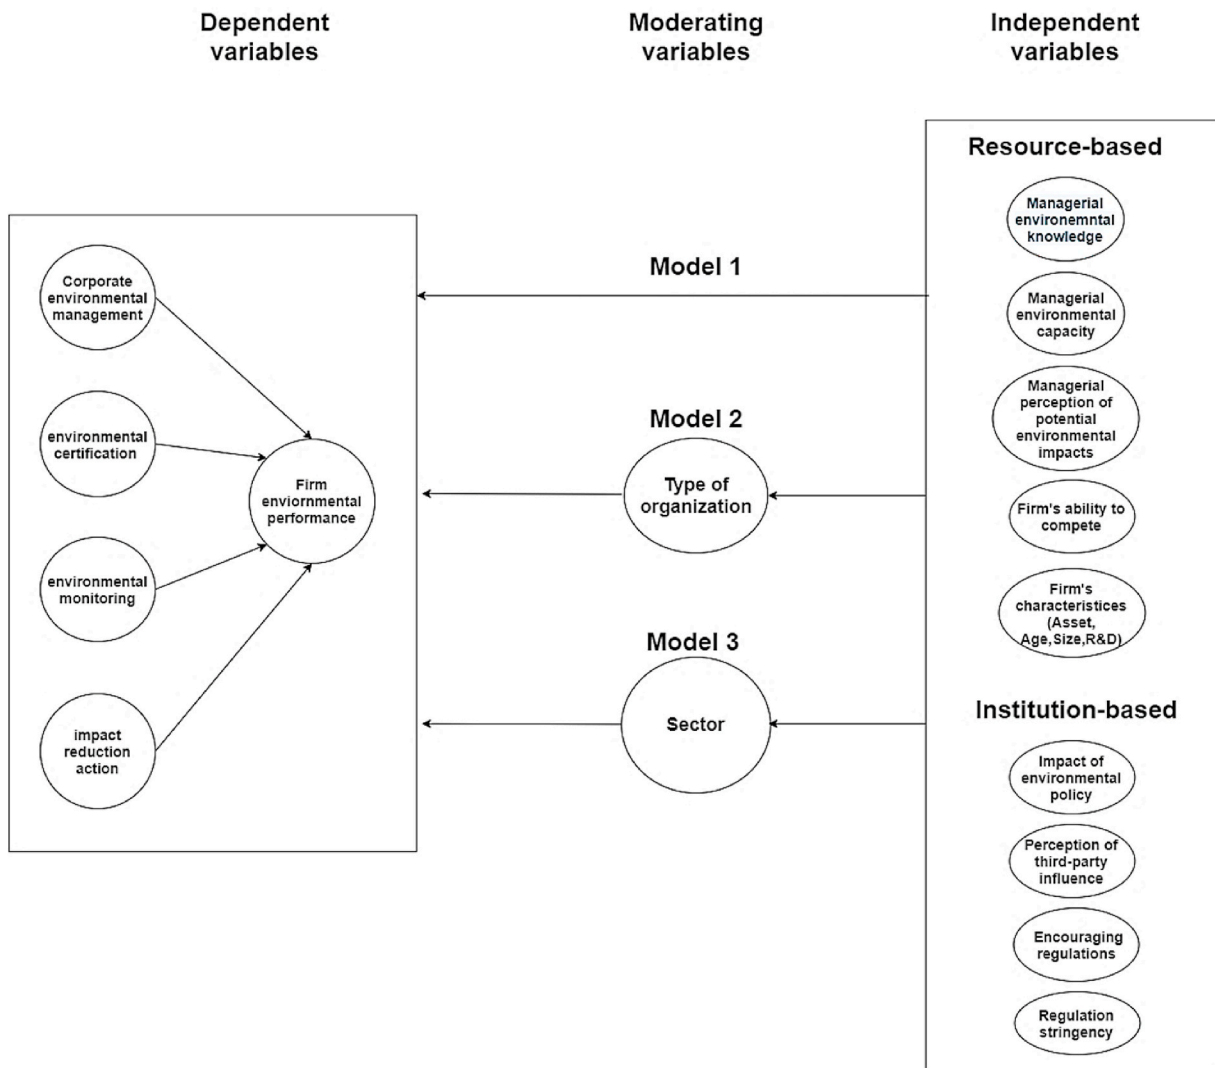 Dependent
variables
Moderating
variables
Independent
variables
Corporate
environmental
management
environmental
certification
environmental
monitoring
impact
reduction
action
Firm
enviornmental
performance
Model 1
Model 2
Type of
organization
Model 3
Sector
Resource-based
Managerial
environemntal
knowledge
Managerial
environmental
capacity
Managerial
perception of
potential
environmental
impacts
Firm's ability to
compete
Firm's
characteristices
(Asset,
Age,Size,R&D)
Institution-based
Impact of
environmental
policy
Perception of
third-party
influence
Encouraging
regulations
Regulation
stringency